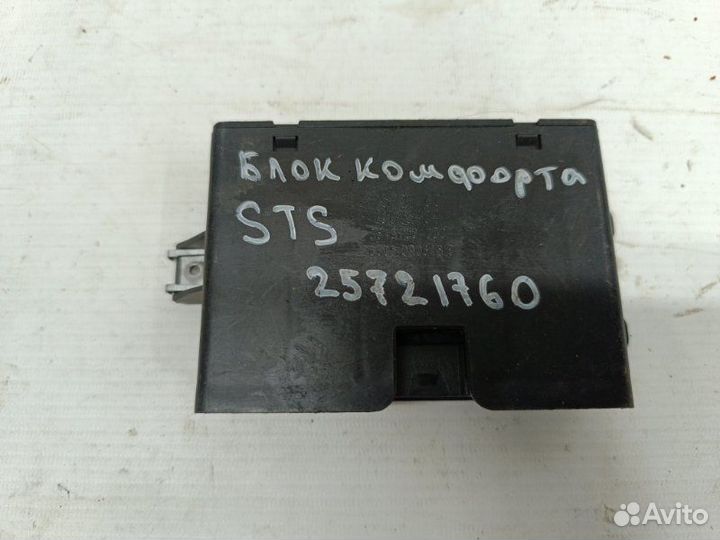 Блок комфорта
STS
25721760
Avito